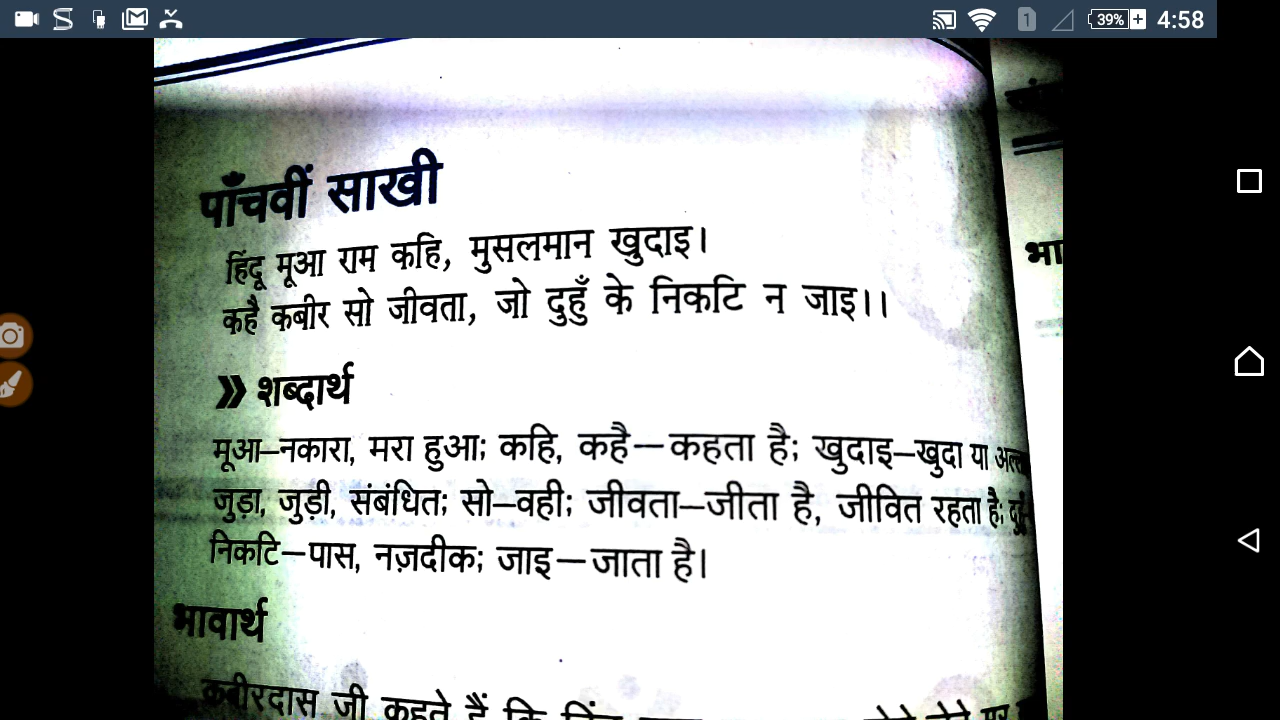 39% 4:58
पाँचवीं साखी
हिंदू मूआ राम कहि, मुसलमान खुदाइ।
कहै कबीर सो जीवता, जो दुहुँ के निकटि न जाइ।।
» शब्दार्थ
मूआ–नकारा, मरा हुआ; कहि, कहै–कहता है; खुदाइ–खुदा या
जुड़ा, जुड़ी, संबंधित; सो–वही; जीवता–जीता है, जीवित रहता है;
निकटि–पास, नज़दीक; जाइ–जाता है।
भावार्थ
कबीरदास जी कहते हैं कि